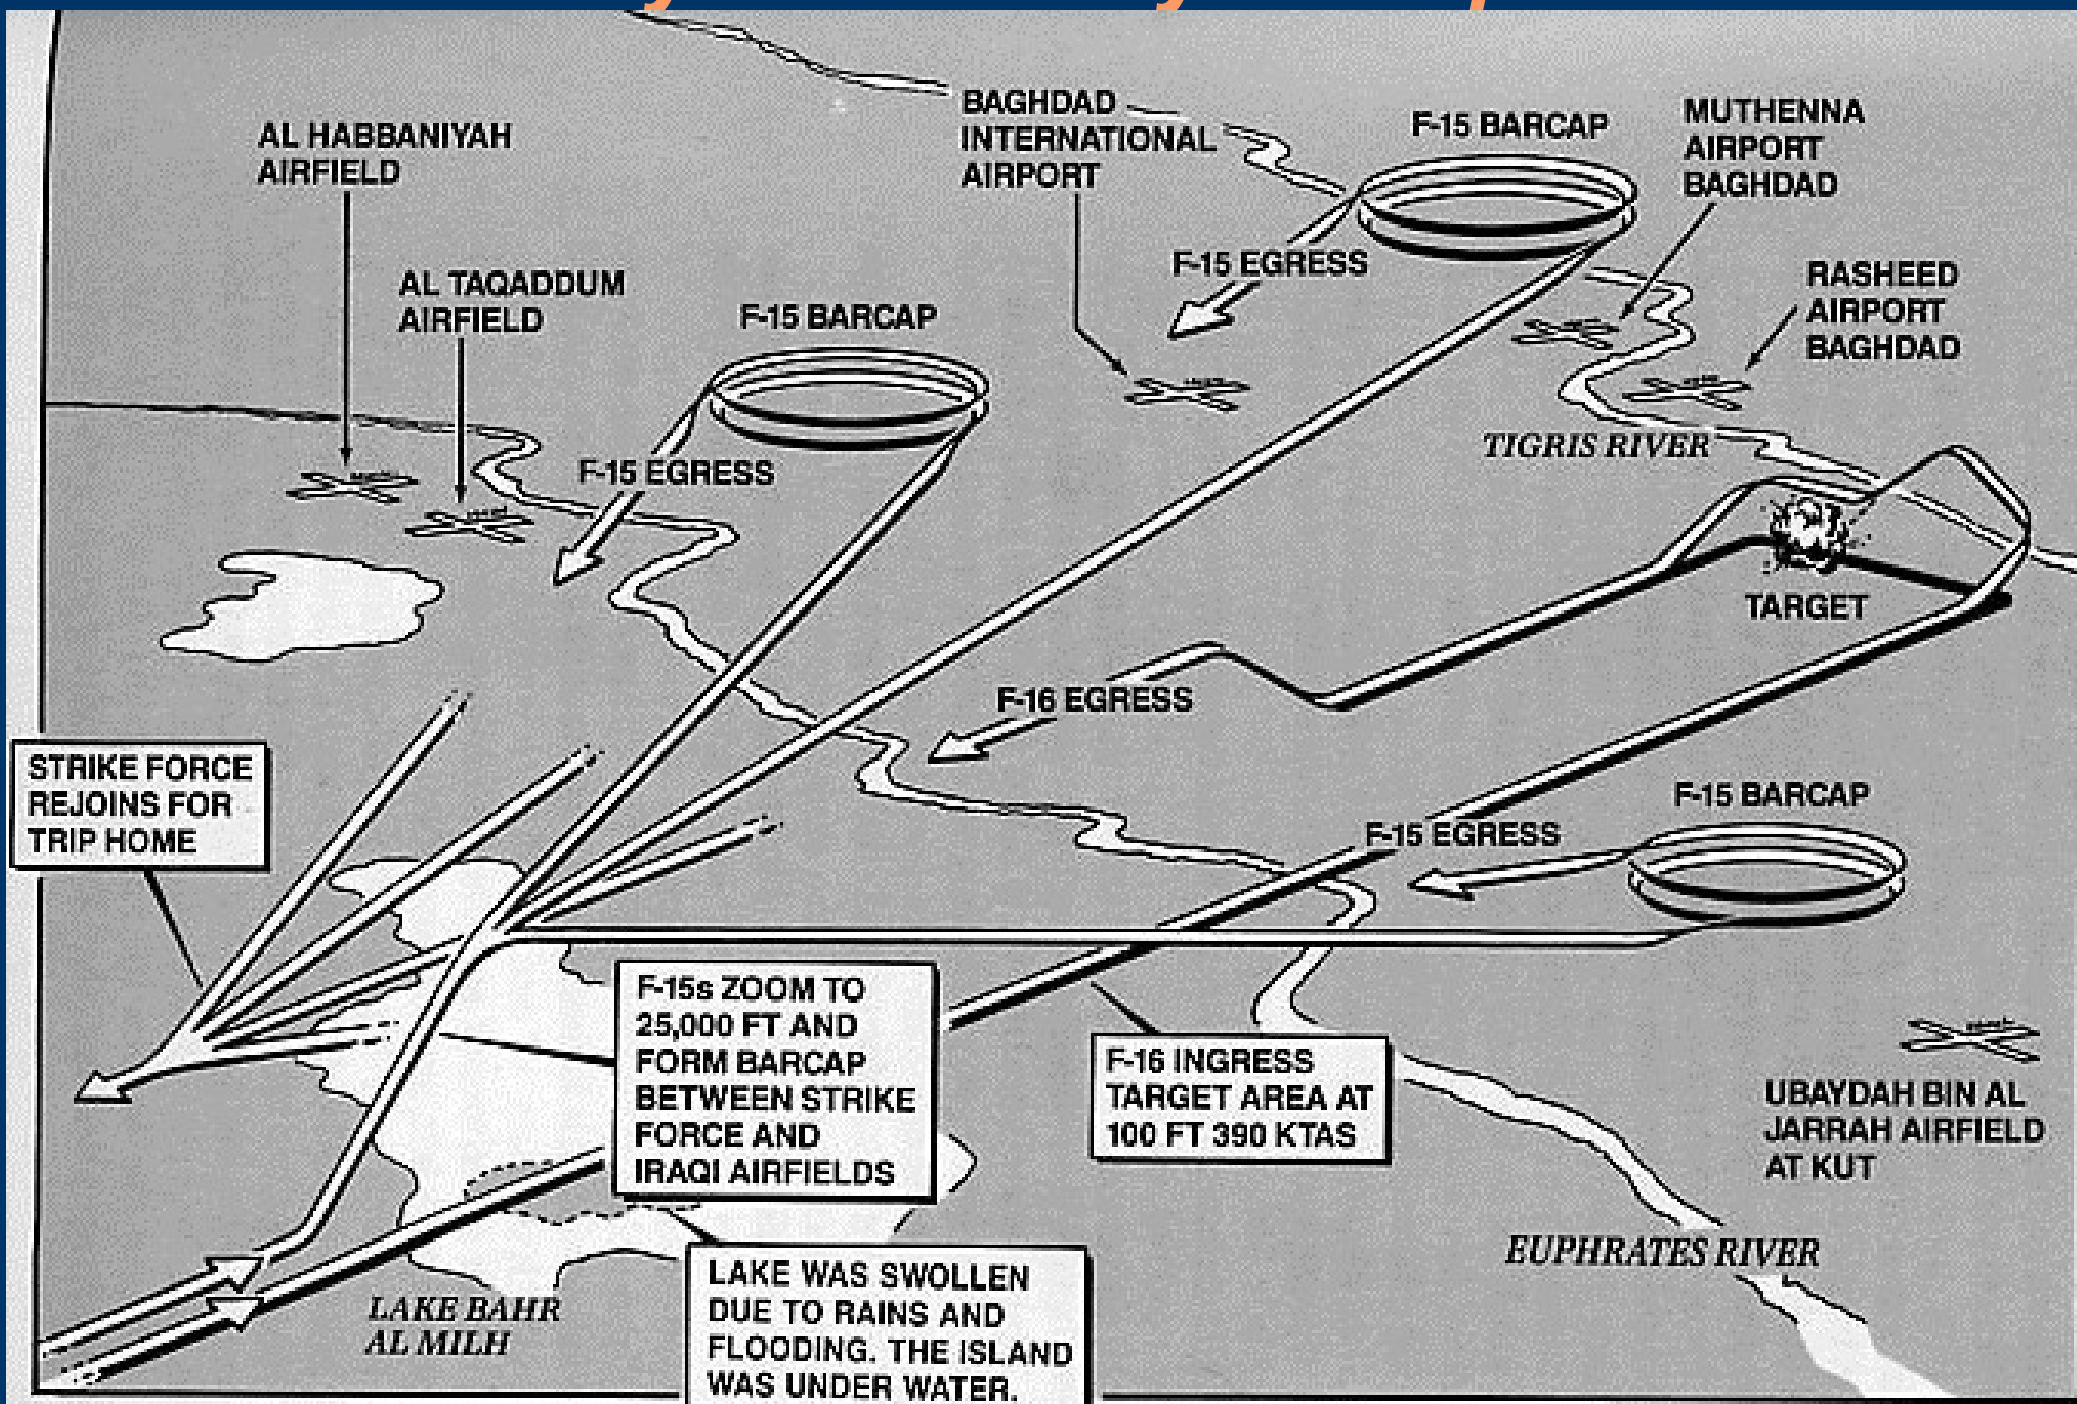 AL HABBANIYAH
AIRFIELD
BAGHDAD
INTERNATIONAL
AIRPORT
F-15 BARCAP
MUTHENNA
AIRPORT
BAGHDAD
AL TAQADDUM
AIRFIELD
F-15 BARCAP
F-15 EGRESS
RASHEED
AIRPORT
BAGHDAD
F-15 EGRESS
TIGRIS RIVER
TARGET
F-16 EGRESS
STRIKE FORCE
REJOINS FOR
TRIP HOME
F-15 BARCAP
F-15 EGRESS
F-15s ZOOM TO
25,000 FT AND
FORM BARCAP
BETWEEN STRIKE
FORCE AND
IRAQI AIRFIELDS
F-16 INGRESS
TARGET AREA AT
100 FT 390 KTAS
UBAYDAH BIN AL
JARRAH AIRFIELD
AT KUT
EUPHRATES RIVER
LAKE BAHR
AL MILH
LAKE WAS SWOLLEN
DUE TO RAINS AND
FLOODING. THE ISLAND
WAS UNDER WATER.